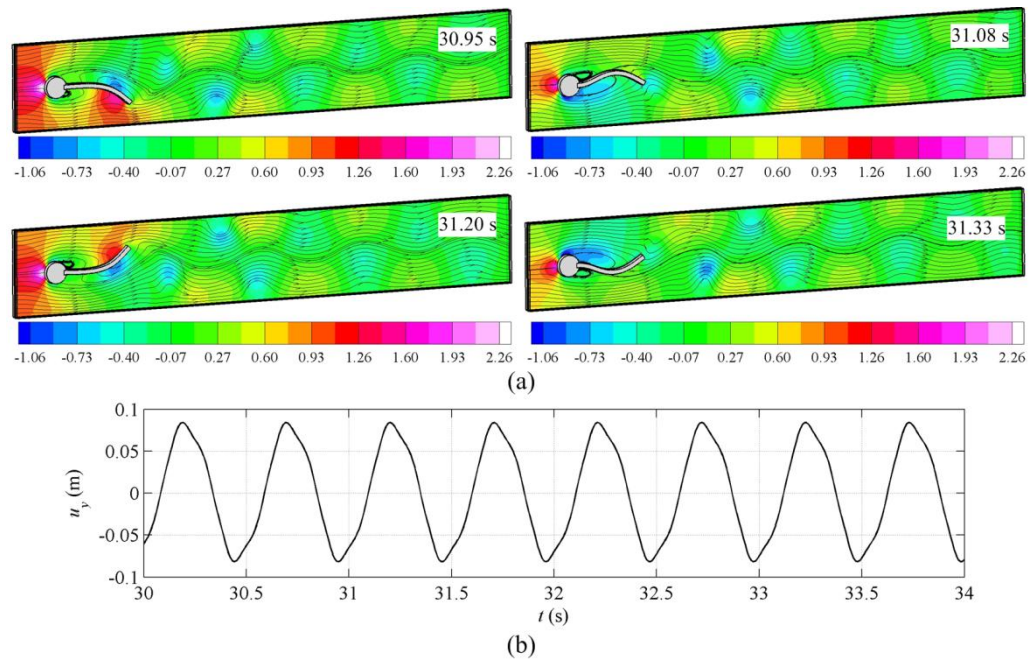 30.95 s 31.08 s
-1.06 -0.73 -0.40 -0.07 0.27 0.60 0.93 1.26 1.60 1.93 2.26 -1.06 -0.73 -0.40 -0.07 0.27 0.60 0.93 1.26 1.60 1.93 2.26
31.20 s 31.33 s
-1.06 -0.73 -0.40 -0.07 0.27 0.60 0.93 1.26 1.60 1.93 2.26 -1.06 -0.73 -0.40 -0.07 0.27 0.60 0.93 1.26 1.60 1.93 2.26
(a)
0.1
0.05
0
-0.05
-0.1
u_y (m)
30 30.5 31 31.5 32 32.5 33 33.5 34
t (s)
(b)